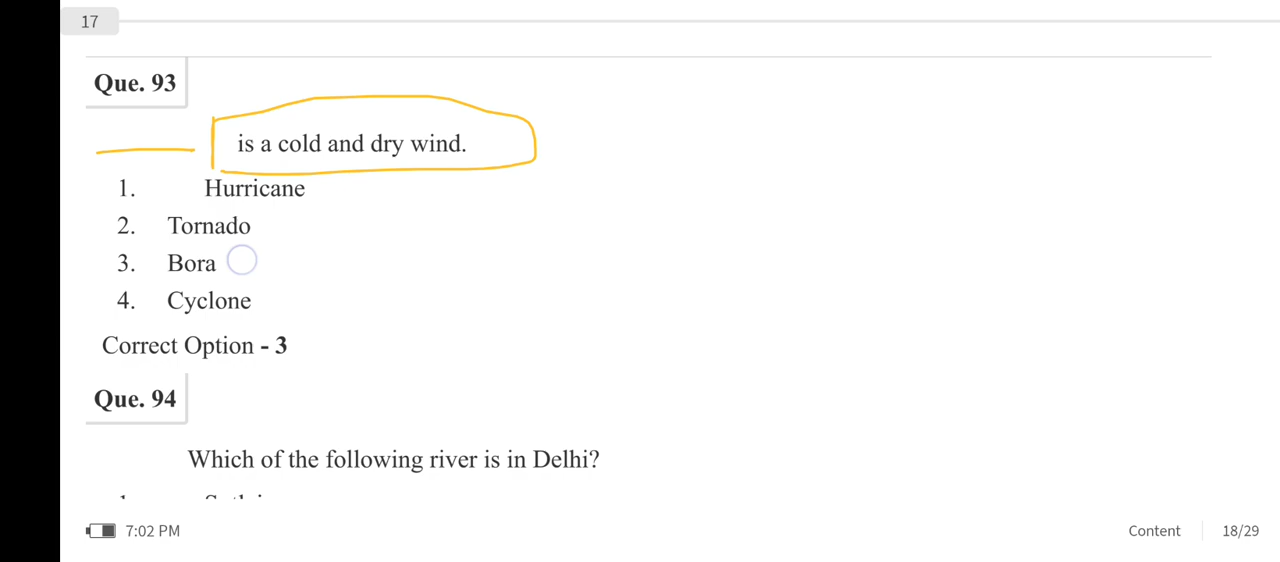 17
Que. 93
is a cold and dry wind.
1. Hurricane
2. Tornado
3. Bora
4. Cyclone
Correct Option - 3
Que. 94
Which of the following river is in Delhi?
7:02 PM
Content 18/29